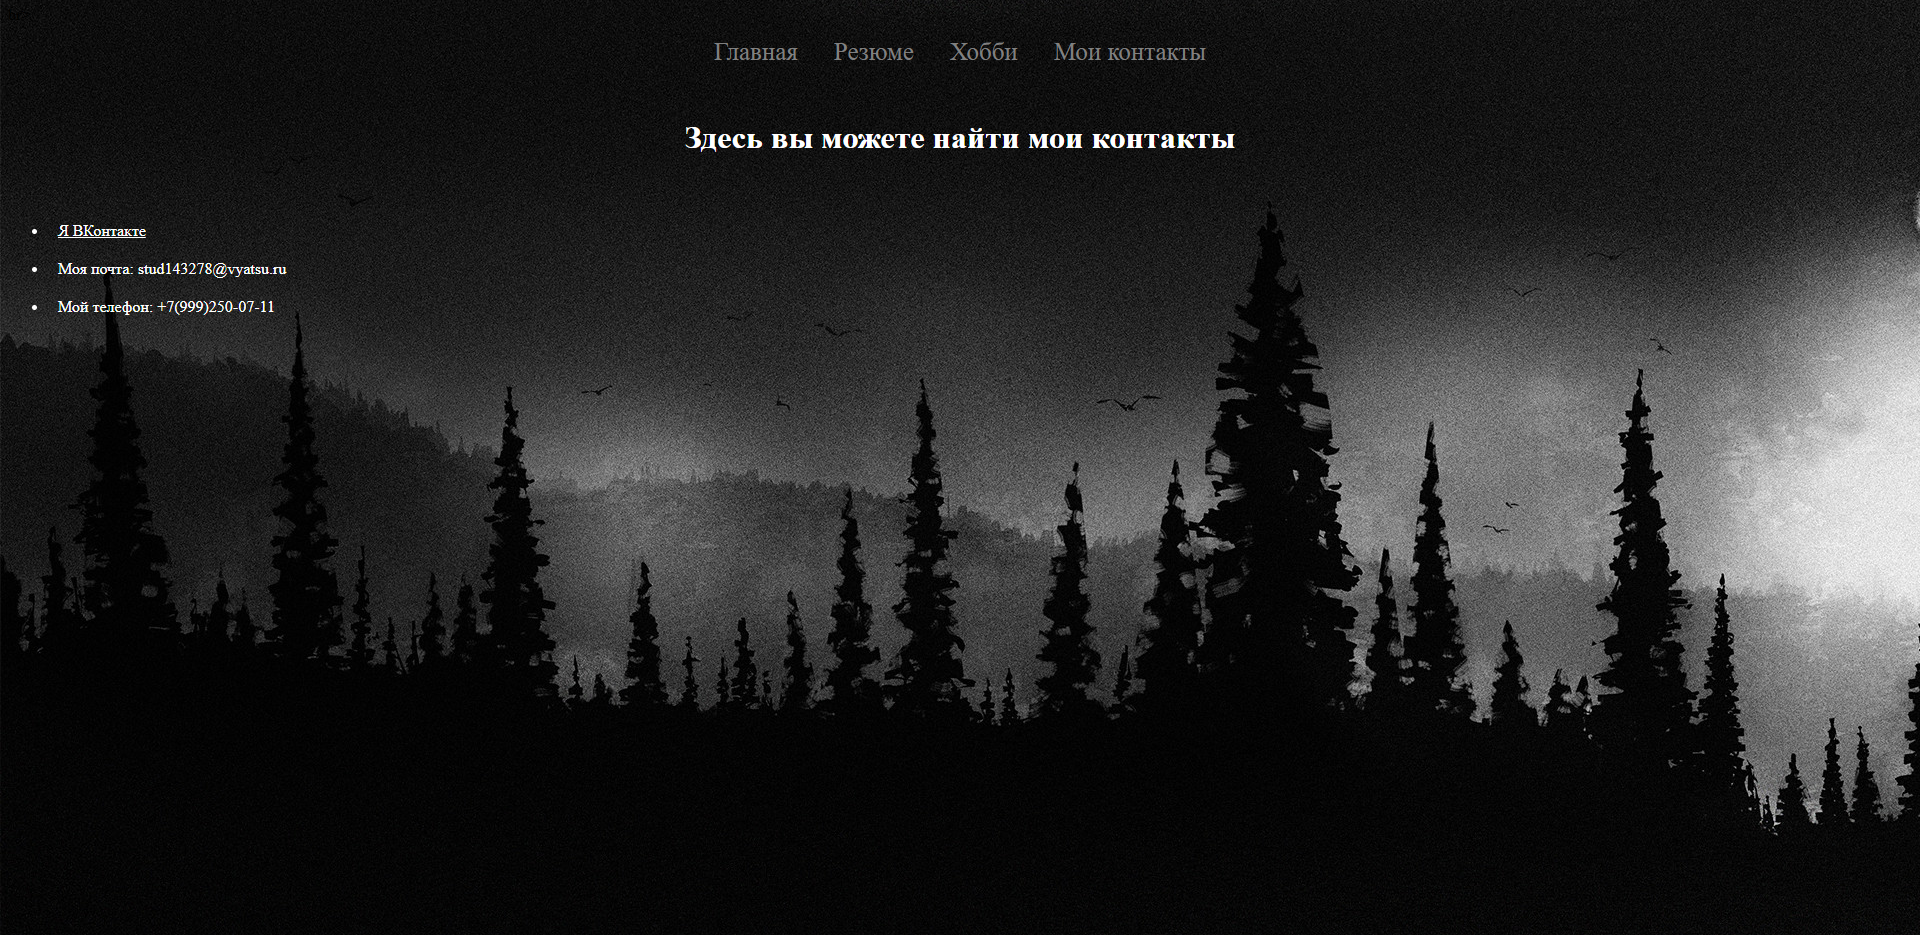 Главная Резюме Хобби Мои контакты
Здесь вы можете найти мои контакты
Я ВКонтакте
Моя почта: stud143278@vyatsu.ru
Мой телефон: +7(999)250-07-11